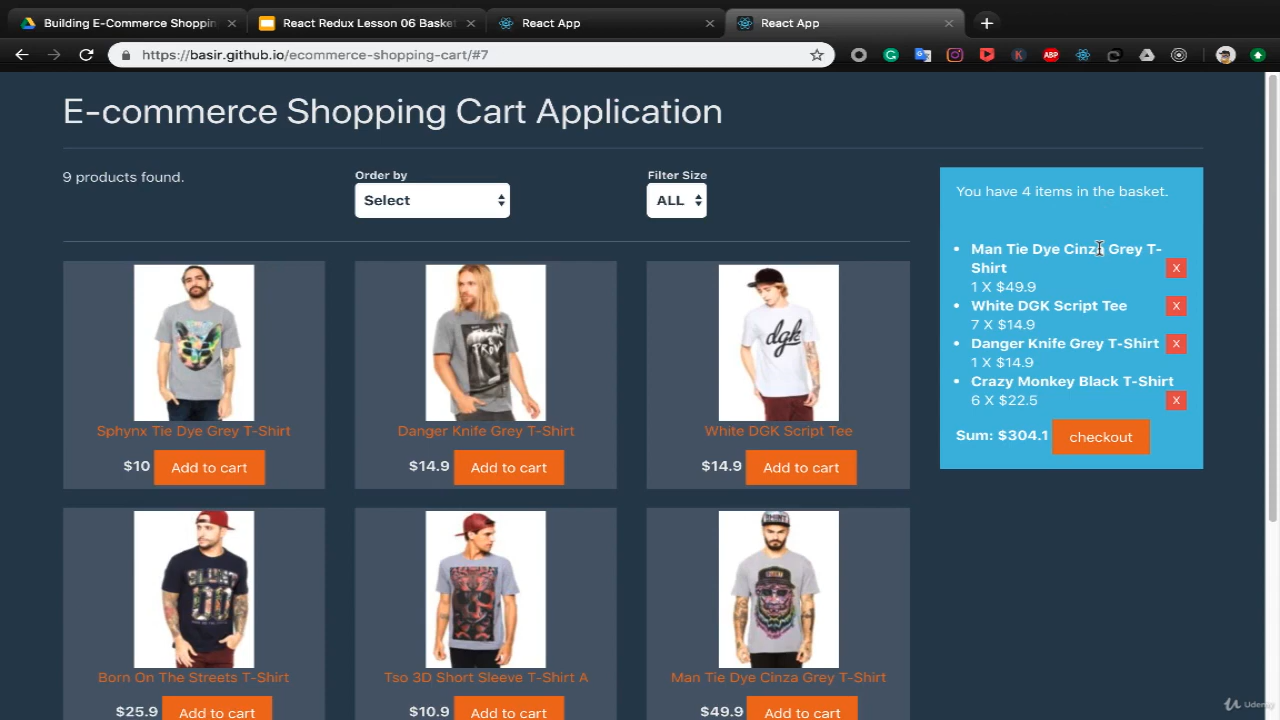 Building E-Commerce Shoppin
React Redux Lesson 06 Baske
React App
React App
https://basir.github.io/ecommerce-shopping-cart/#7
ABP
E-commerce Shopping Cart Application
9 products found.
Order by
Select
Filter Size
ALL
Sphynx Tie Dye Grey T-Shirt
$10 Add to cart
Danger Knife Grey T-Shirt
$14.9 Add to cart
dgk
White DGK Script Tee
$14.9 Add to cart
Born On The Streets T-Shirt
$25.9 Add to cart
Tso 3D Short Sleeve T-Shirt A
$10.9 Add to cart
Man Tie Dye Cinza Grey T-Shirt
$49.9 Add to cart
You have 4 items in the basket.
Man Tie Dye Cinza Grey T-
Shirt X
1 X $49.9
White DGK Script Tee X
7 X $14.9
Danger Knife Grey T-Shirt X
1 X $14.9
Crazy Monkey Black T-Shirt
6 X $22.5 X
Sum: $304.1 checkout
Udemy